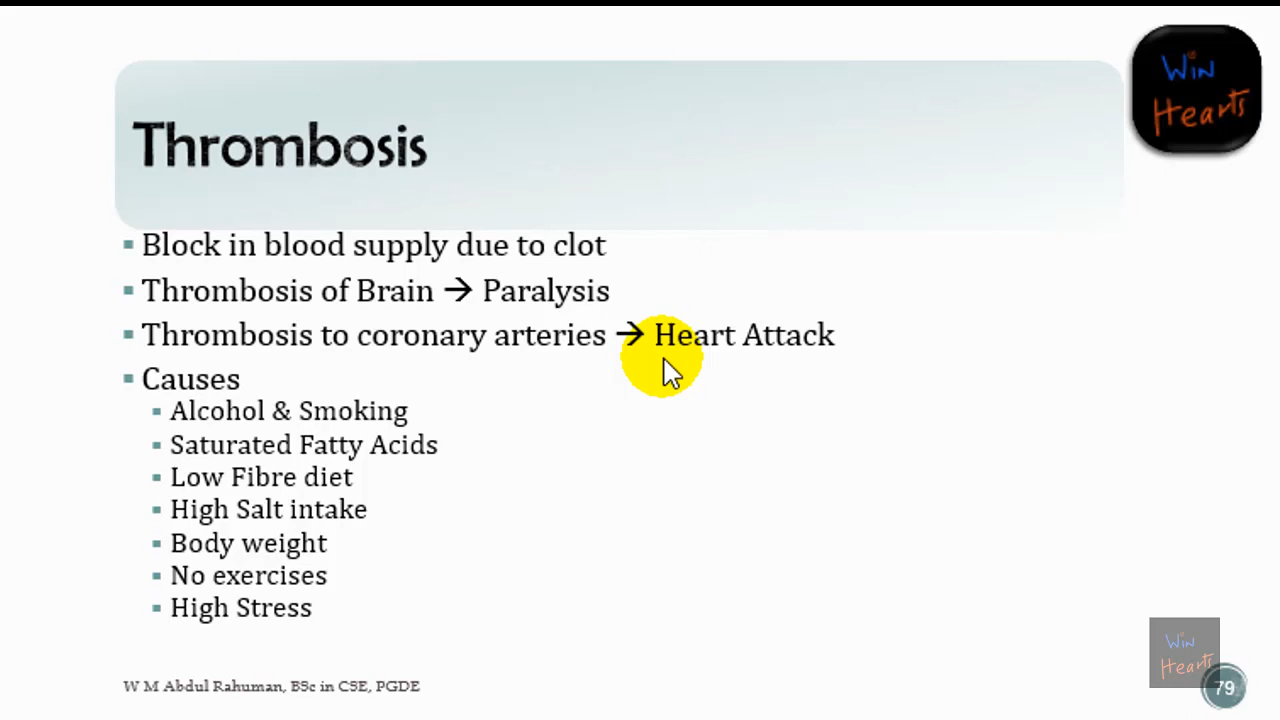 Win
Hearts
Thrombosis
▪ Block in blood supply due to clot
▪ Thrombosis of Brain → Paralysis
▪ Thrombosis to coronary arteries → Heart Attack
▪ Causes
▪ Alcohol & Smoking
▪ Saturated Fatty Acids
▪ Low Fibre diet
▪ High Salt intake
▪ Body weight
▪ No exercises
▪ High Stress
Win
Hearts
W M Abdul Rahuman, BSc in CSE, PGDE
79